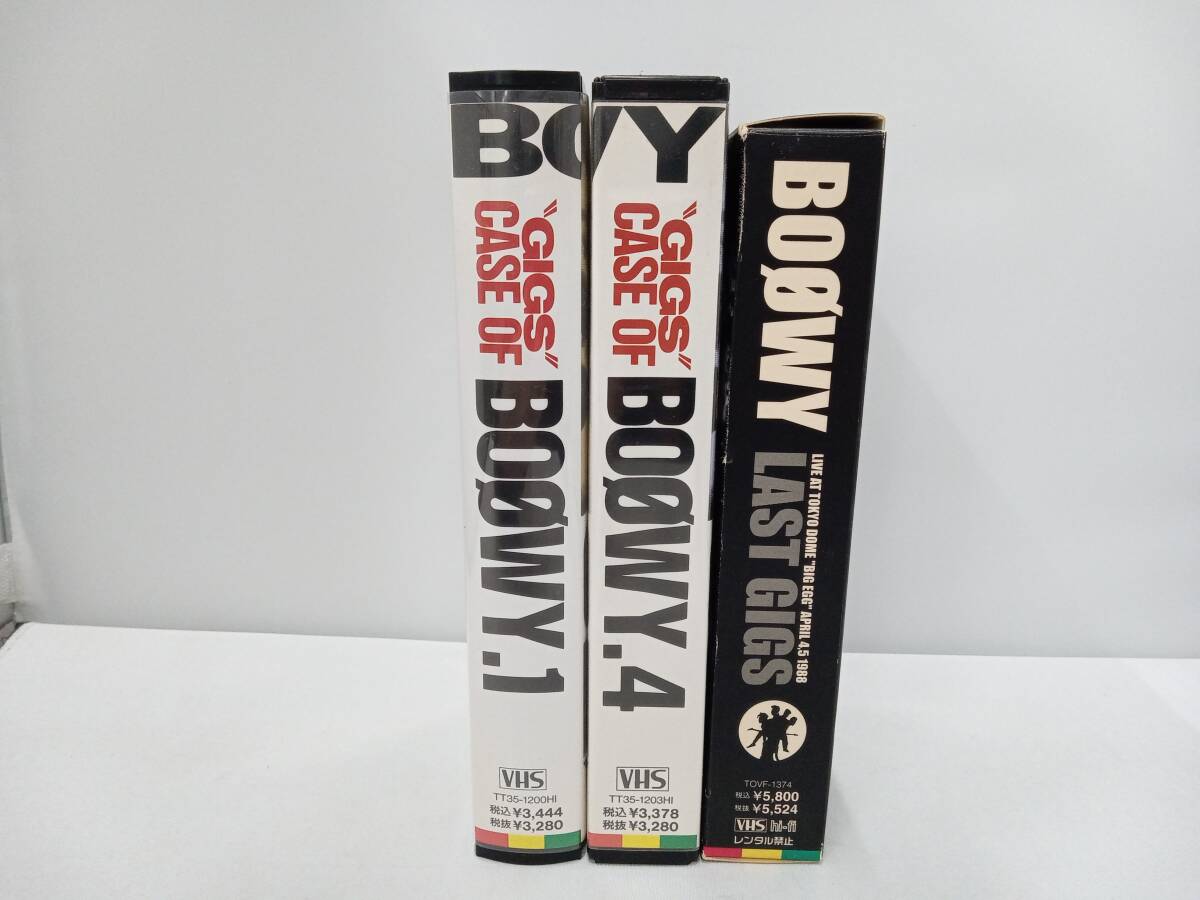 BO
"GIGS"
CASE OF
BOØWY.1
VHS
TT35-1200HI
税込 ¥3,444
税抜 ¥3,280
ØY
"GIGS"
CASE OF
BOØWY.4
VHS
TT35-1203HI
税込 ¥3,378
税抜 ¥3,280
BOØWY
LIVE AT TOKYO DOME "BIG EGG" APRIL 4,5 1988
LAST GIGS
TOVF-1374
税込 ¥5,800
税抜 ¥5,524
VHS hi-fi
レンタル禁止